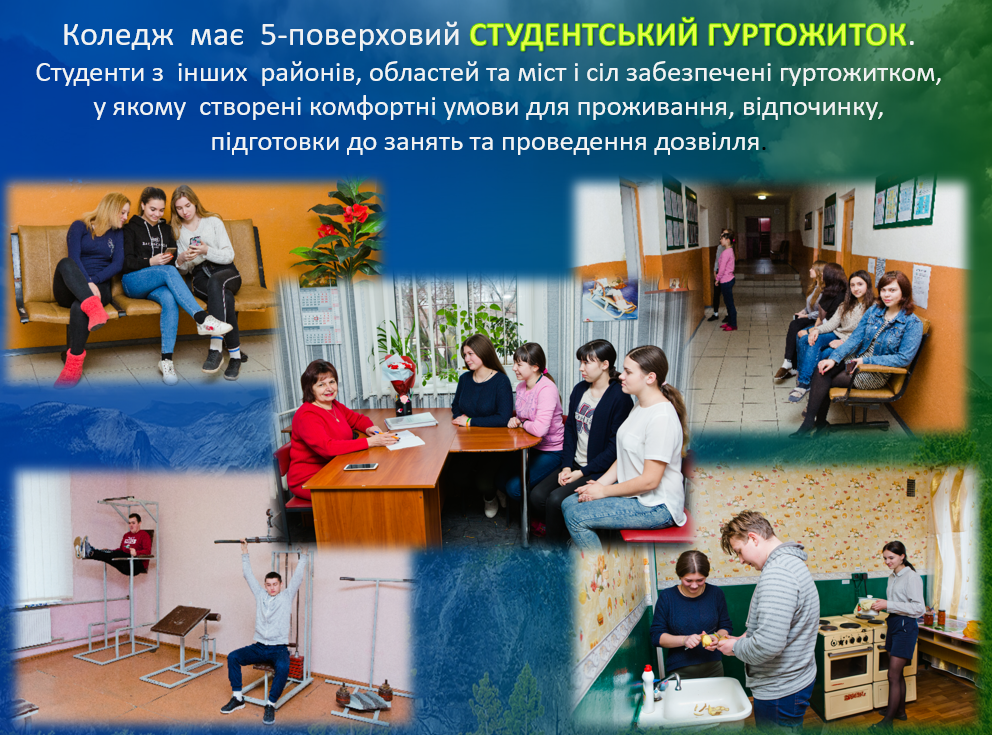 Коледж має 5-поверховий СТУДЕНТСЬКИЙ ГУРТОЖИТОК.
Студенти з інших районів, областей та міст і сіл забезпечені гуртожитком,
у якому створені комфортні умови для проживання, відпочинку,
підготовки до занять та проведення дозвілля.